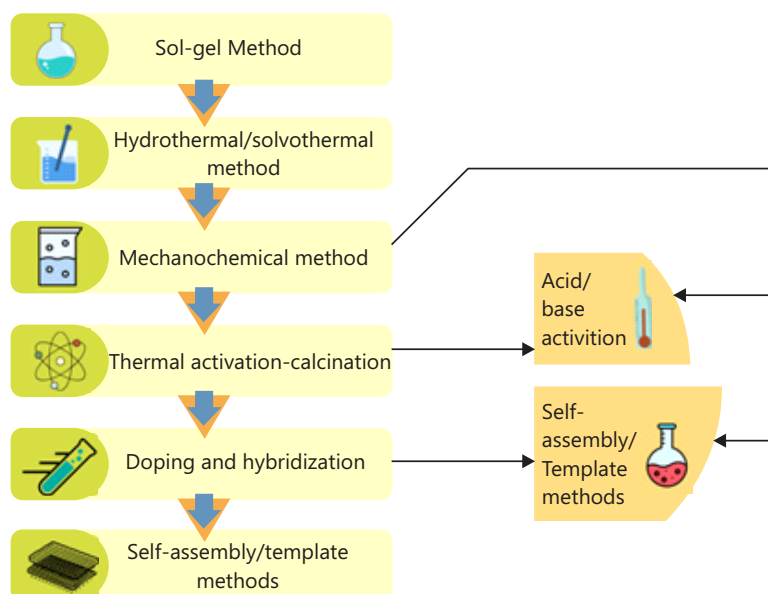 Sol-gel Method
Hydrothermal/solvothermal
method
Mechanochemical method
Thermal activation-calcination
Doping and hybridization
Self-assembly/template
methods
Acid/
base
activition
Self-
assembly/
Template
methods